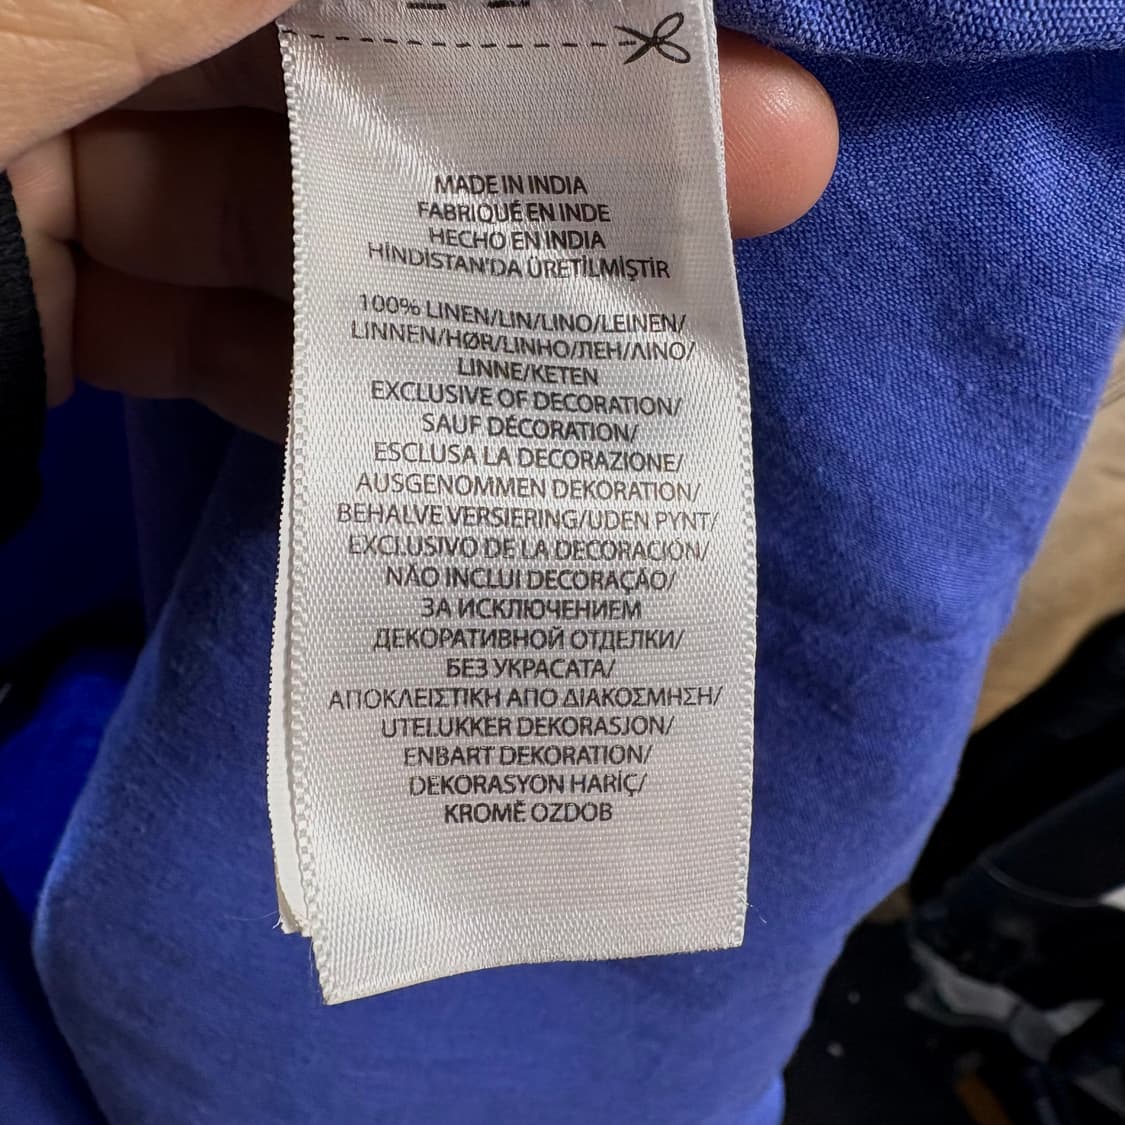 MADE IN INDIA
FABRIQUÉ EN INDE
HECHO EN INDIA
HİNDİSTAN'DA ÜRETİLMİŞTİR
100% LINEN/LIN/LINO/LEINEN/
LINNEN/HØR/LINHO/ЛЕН/ΛΙΝΟ/
LINNE/KETEN
EXCLUSIVE OF DECORATION/
SAUF DÉCORATION/
ESCLUSA LA DECORAZIONE/
AUSGENOMMEN DEKORATION/
BEHALVE VERSIERING/UDEN PYNT/
EXCLUSIVO DE LA DECORACIÓN/
NÃO INCLUI DECORAÇÃO/
ЗА ИСКЛЮЧЕНИЕМ
ДЕКОРАТИВНОЙ ОТДЕЛКИ/
БЕЗ УКРАСАТА/
ΑΠΟΚΛΕΙΣΤΙΚΗ ΑΠΟ ΔΙΑΚΟΣΜΗΣΗ/
UTELUKKER DEKORASJON/
ENBART DEKORATION/
DEKORASYON HARİÇ/
KROMĚ OZDOB